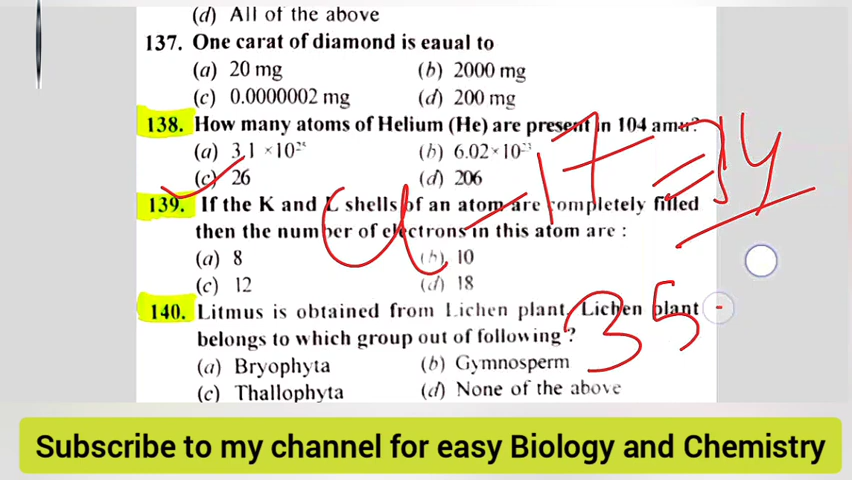 (d) All of the above
137. One carat of diamond is eaual to
(a) 20 mg (b) 2000 mg
(c) 0.0000002 mg (d) 200 mg
138. How many atoms of Helium (He) are present in 104 amu?
(a) 3.1 ×10 (b) 6.02×10²³
(c) 26 (d) 206
139. If the K and L shells of an atom are completely filled
then the number of electrons in this atom are :
(a) 8 (b) 10
(c) 12 (d) 18
140. Litmus is obtained from Lichen plant, Lichen plant
belongs to which group out of following ?
(a) Bryophyta (b) Gymnosperm
(c) Thallophyta (d) None of the above
17
35 -
Subscribe to my channel for easy Biology and Chemistry